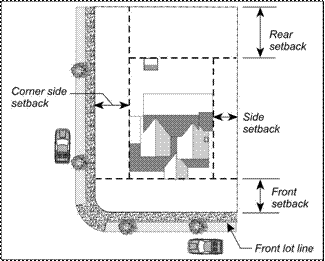 Rear
setback
Corner side
setback
Side
setback
Front
setback
Front lot line